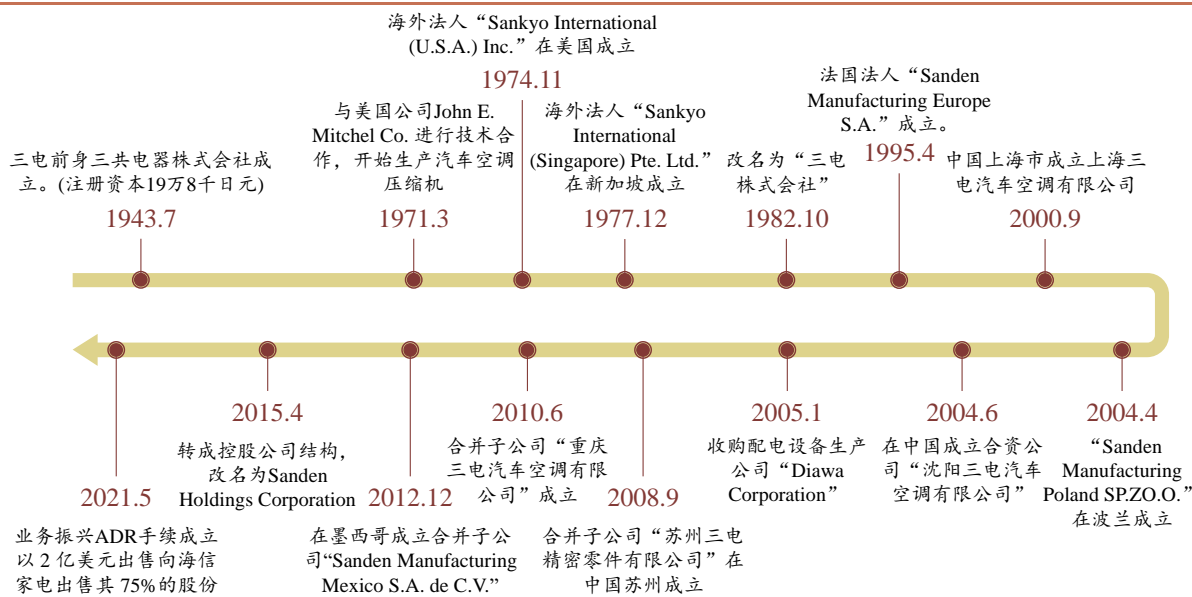 三电前身三共电器株式会社成
立。(注册资本19万8千日元)
1943.7
与美国公司John E.
Mitchel Co. 进行技术合
作，开始生产汽车空调
压缩机
1971.3
海外法人“Sankyo International
(U.S.A.) Inc.”在美国成立
1974.11
海外法人“Sankyo
International
(Singapore) Pte. Ltd.”
在新加坡成立
1977.12
改名为“三电
株式会社”
1982.10
法国法人“Sanden
Manufacturing Europe
S.A.”成立。
1995.4
中国上海市成立上海三
电汽车空调有限公司
2000.9
2004.4
“Sanden
Manufacturing
Poland SP.ZO.O.”
在波兰成立
2004.6
在中国成立合资公
司“沈阳三电汽车
空调有限公司”
2005.1
收购配电设备生产
公司“Diawa
Corporation”
2008.9
合并子公司“苏州三电
精密零件有限公司”在
中国苏州成立
2010.6
合并子公司“重庆
三电汽车空调有限
公司”成立
2012.12
在墨西哥成立合并子公
司“Sanden Manufacturing
Mexico S.A. de C.V.”
2015.4
转成控股公司结构，
改名为Sanden
Holdings Corporation
2021.5
业务振兴ADR手续成立
以 2 亿美元出售向海信
家电出售其 75%的股份